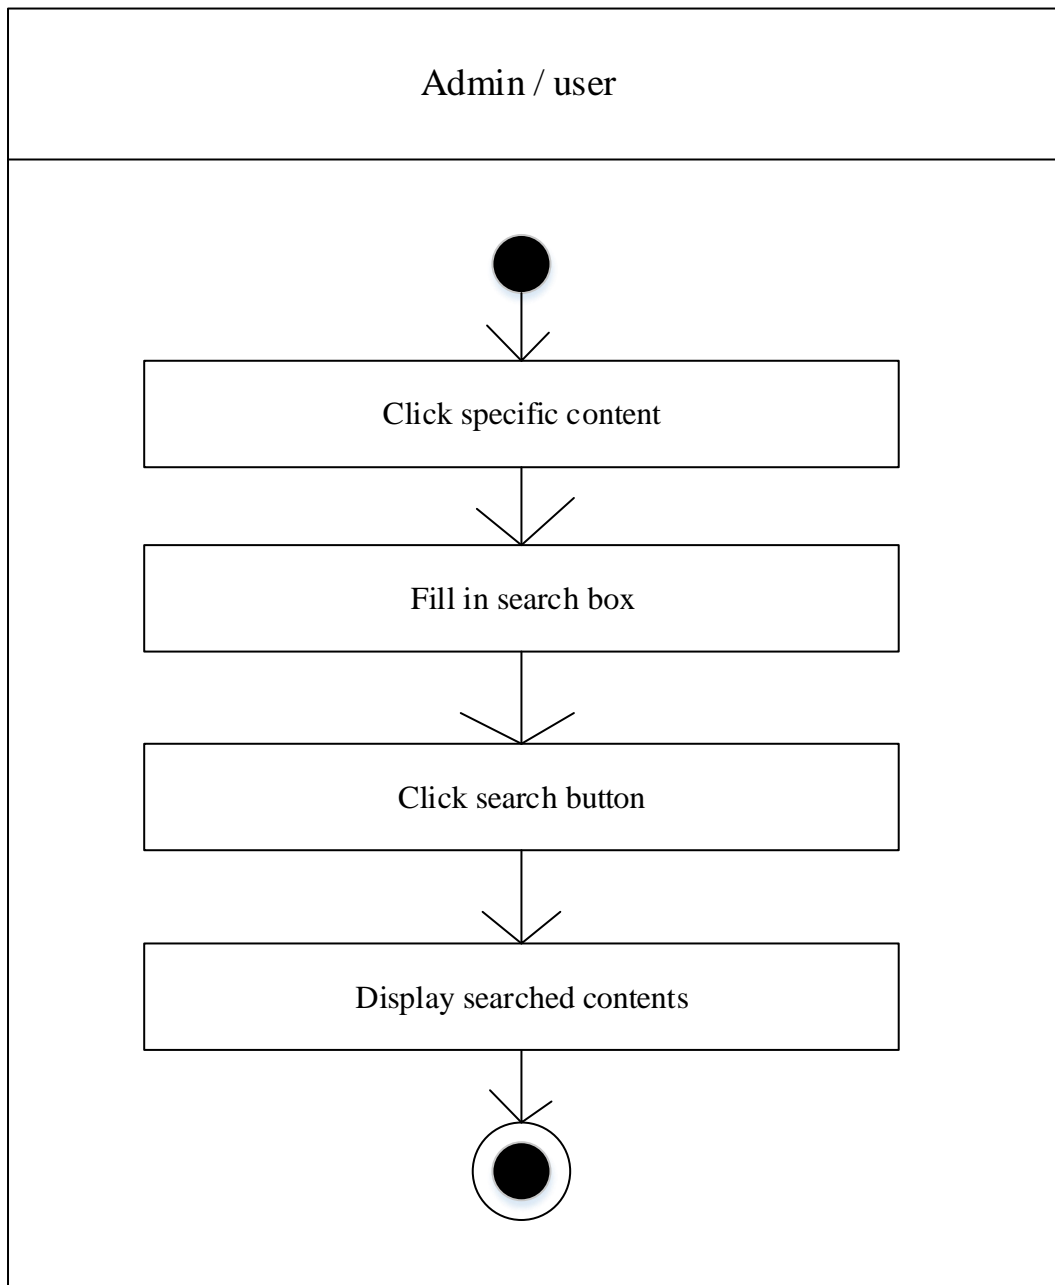 Admin / user
Click specific content
Fill in search box
Click search button
Display searched contents